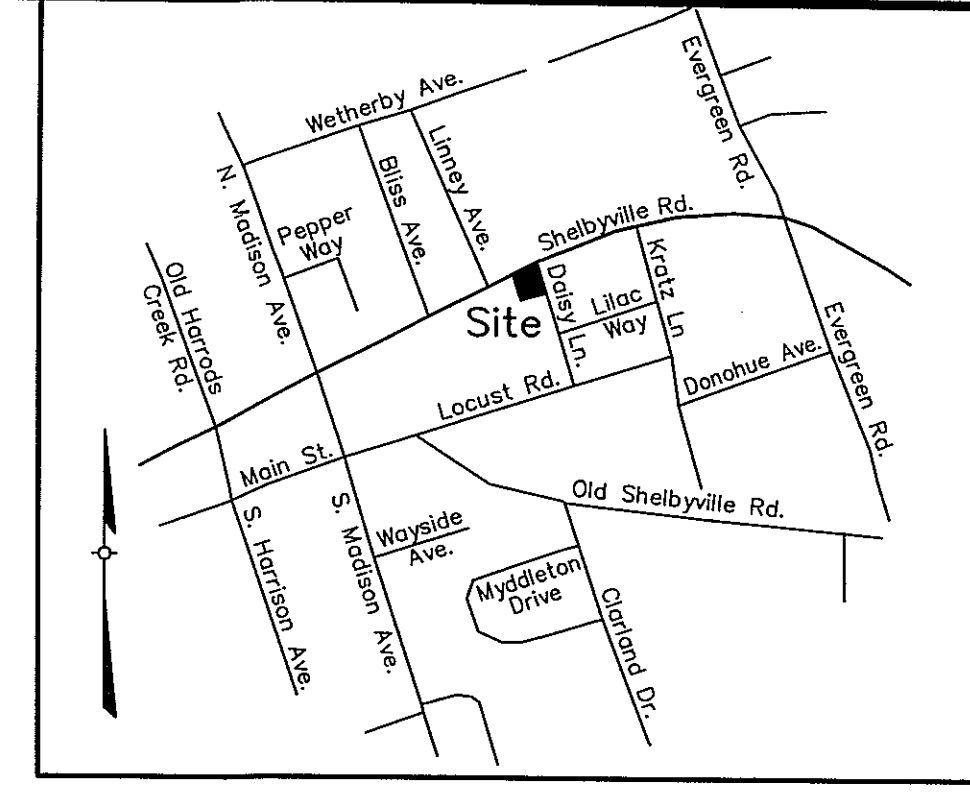 Wetherby Ave.
Evergreen Rd.
N. Madison Ave.
Bliss Ave.
Linney Ave.
Pepper
Way
Shelbyville Rd.
Old Harrods
Creek Rd.
Site
Daisy Ln.
Lilac
Way
Kratz Ln
Evergreen Rd.
Donohue Ave.
Locust Rd.
Main St.
S. Harrison Ave.
S. Madison Ave.
Wayside
Ave.
Old Shelbyville Rd.
Myddleton
Drive
Clarland Dr.